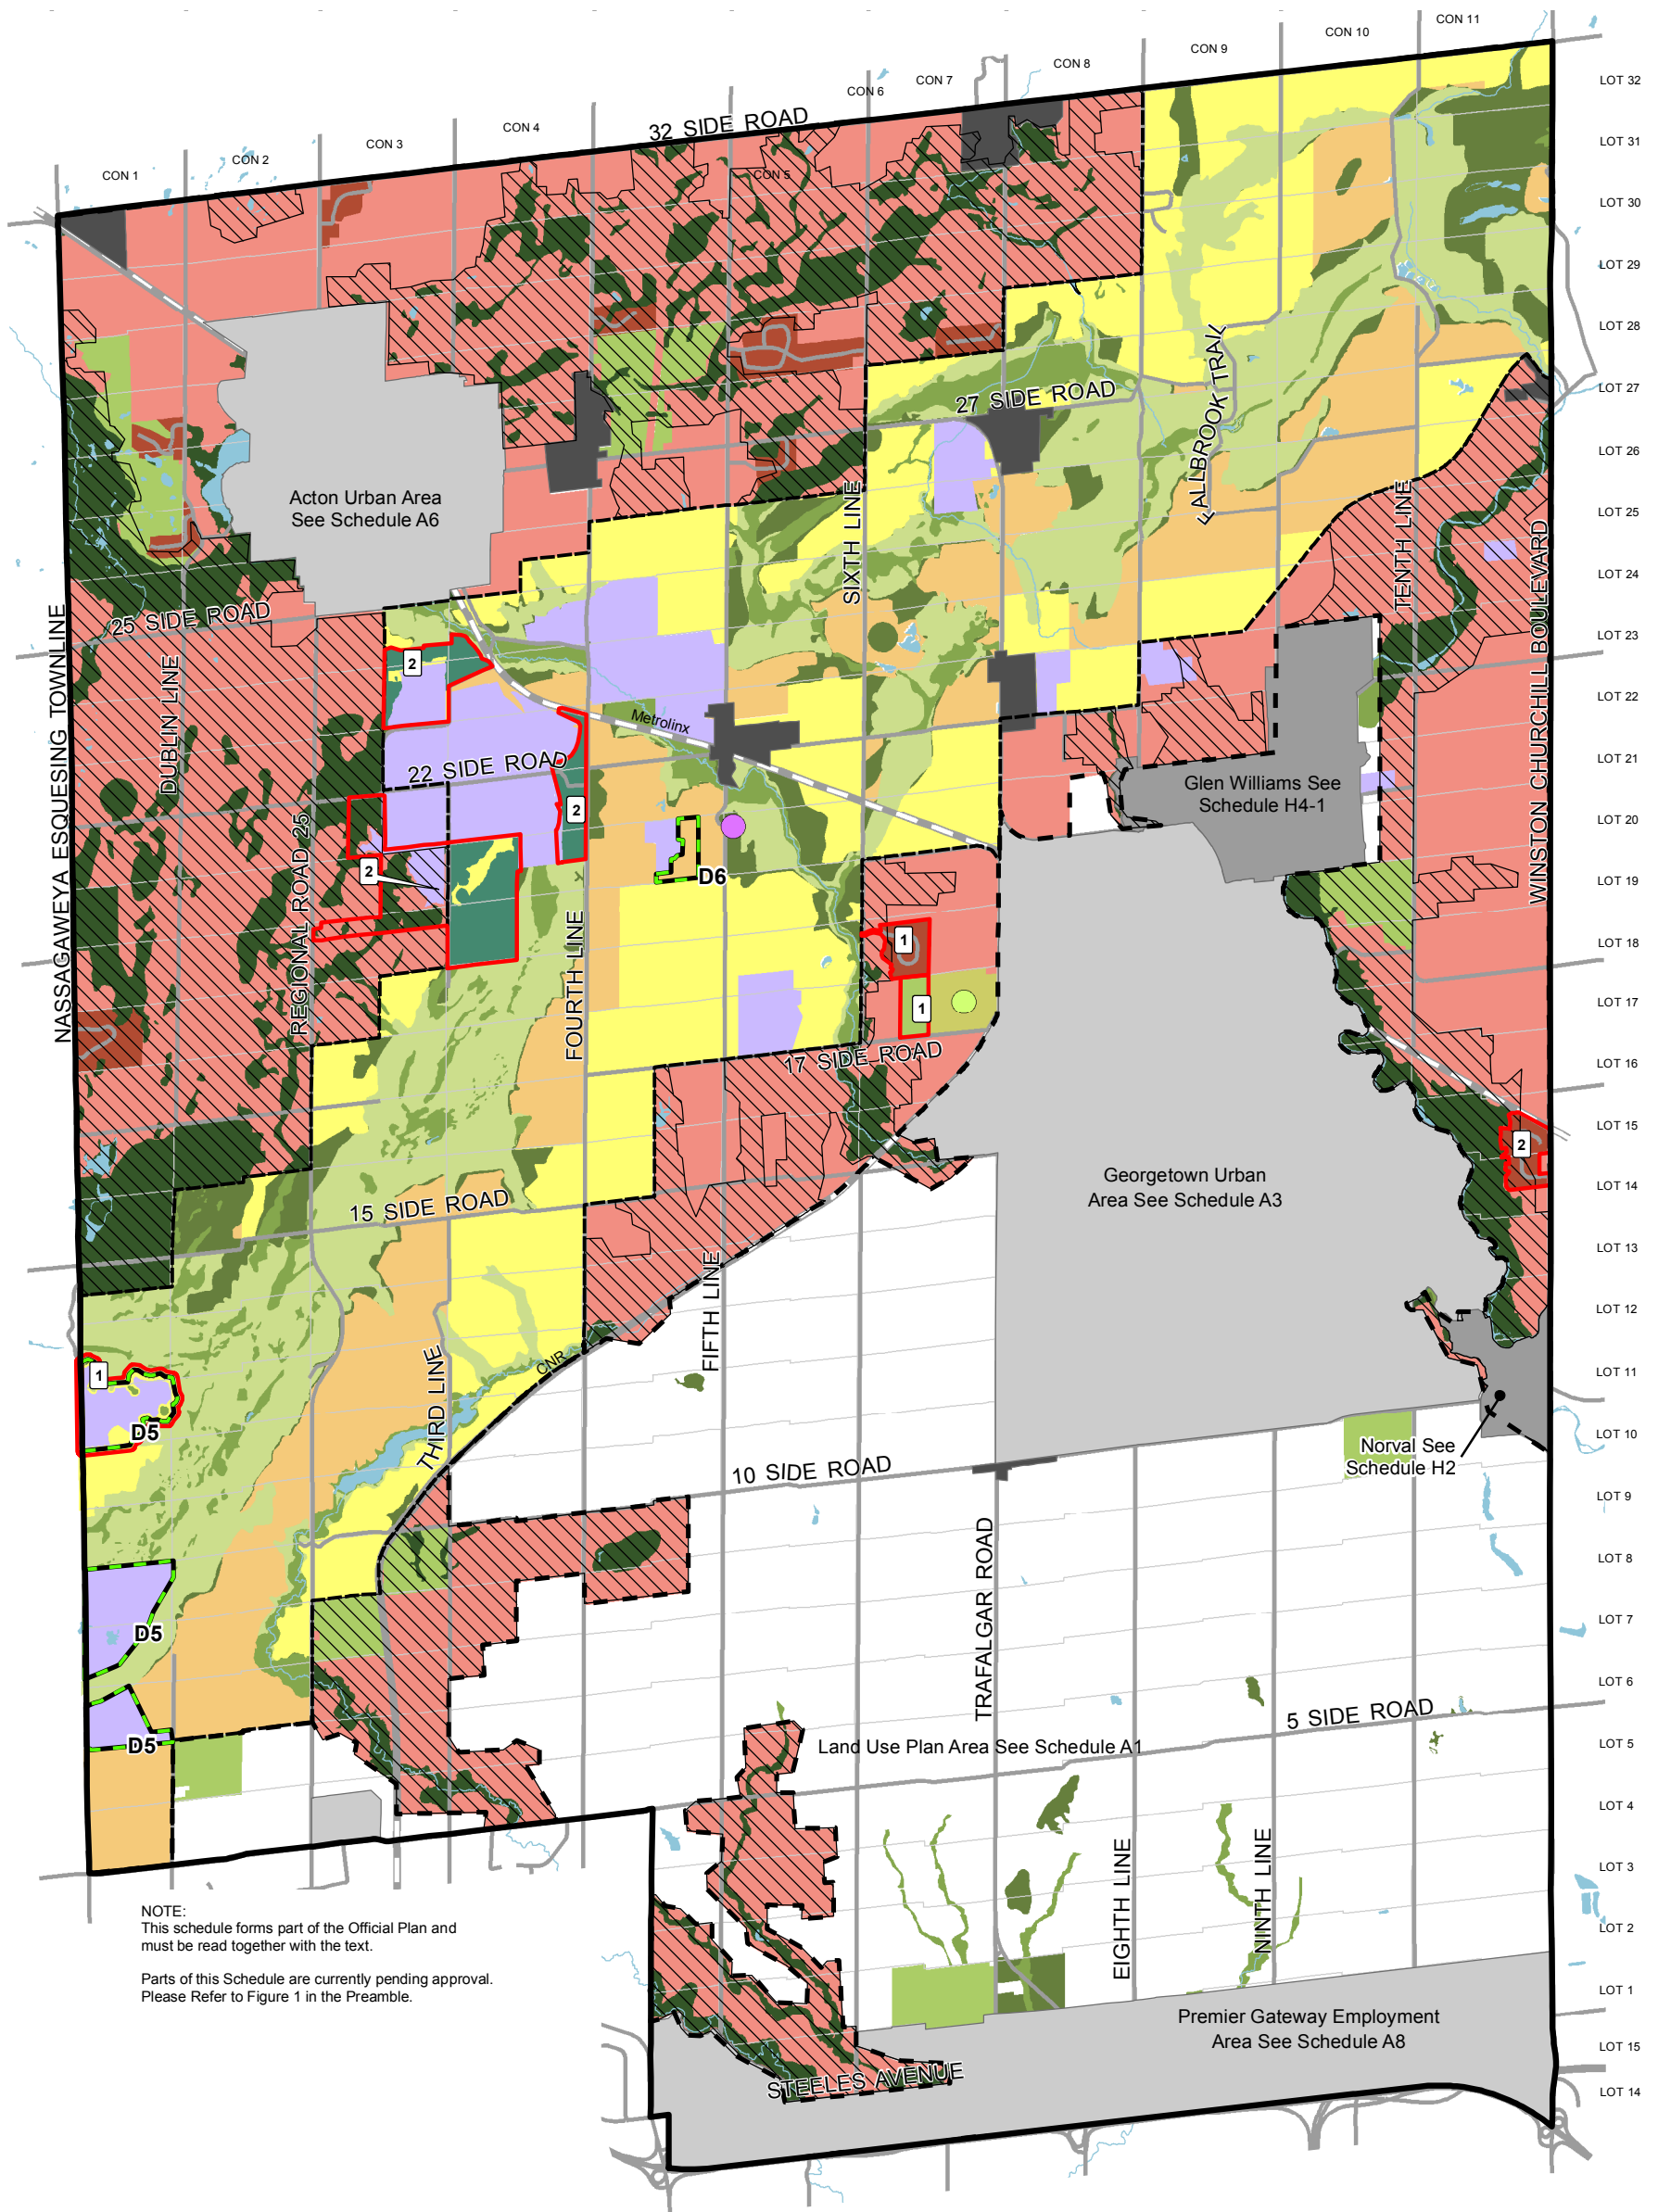 CON 11
CON 10
CON 9
CON 8
CON 7
CON 6
CON 5
CON 4
CON 3
CON 2
CON 1
32 SIDE ROAD
LOT 32
LOT 31
LOT 30
LOT 29
LOT 28
LOT 27
LOT 26
LOT 25
LOT 24
LOT 23
LOT 22
LOT 21
LOT 20
LOT 19
LOT 18
LOT 17
LOT 16
LOT 15
LOT 14
LOT 13
LOT 12
LOT 11
LOT 10
LOT 9
LOT 8
LOT 7
LOT 6
LOT 5
LOT 4
LOT 3
LOT 2
LOT 1
LOT 15
LOT 14
27 SIDE ROAD
FALLBROOK TRAIL
Acton Urban Area
See Schedule A6
SIXTH LINE
TENTH LINE
WINSTON CHURCHILL BOULEVARD
NASSAGAWEYA ESQUESING TOWNLINE
25 SIDE ROAD
DUBLIN LINE
2
Metrolinx
22 SIDE ROAD
2
REGIONAL ROAD 25
2
D6
Glen Williams See
Schedule H4-1
FOURTH LINE
1
1
17 SIDE ROAD
2
15 SIDE ROAD
Georgetown Urban
Area See Schedule A3
FIFTH LINE
CNR
THIRD LINE
1
D5
10 SIDE ROAD
Norval See
Schedule H2
TRAFALGAR ROAD
D5
D5
5 SIDE ROAD
Land Use Plan Area See Schedule A1
EIGHTH LINE
NINTH LINE
NOTE:
This schedule forms part of the Official Plan and
must be read together with the text.
Parts of this Schedule are currently pending approval.
Please Refer to Figure 1 in the Preamble.
Premier Gateway Employment
Area See Schedule A8
STEELES AVENUE